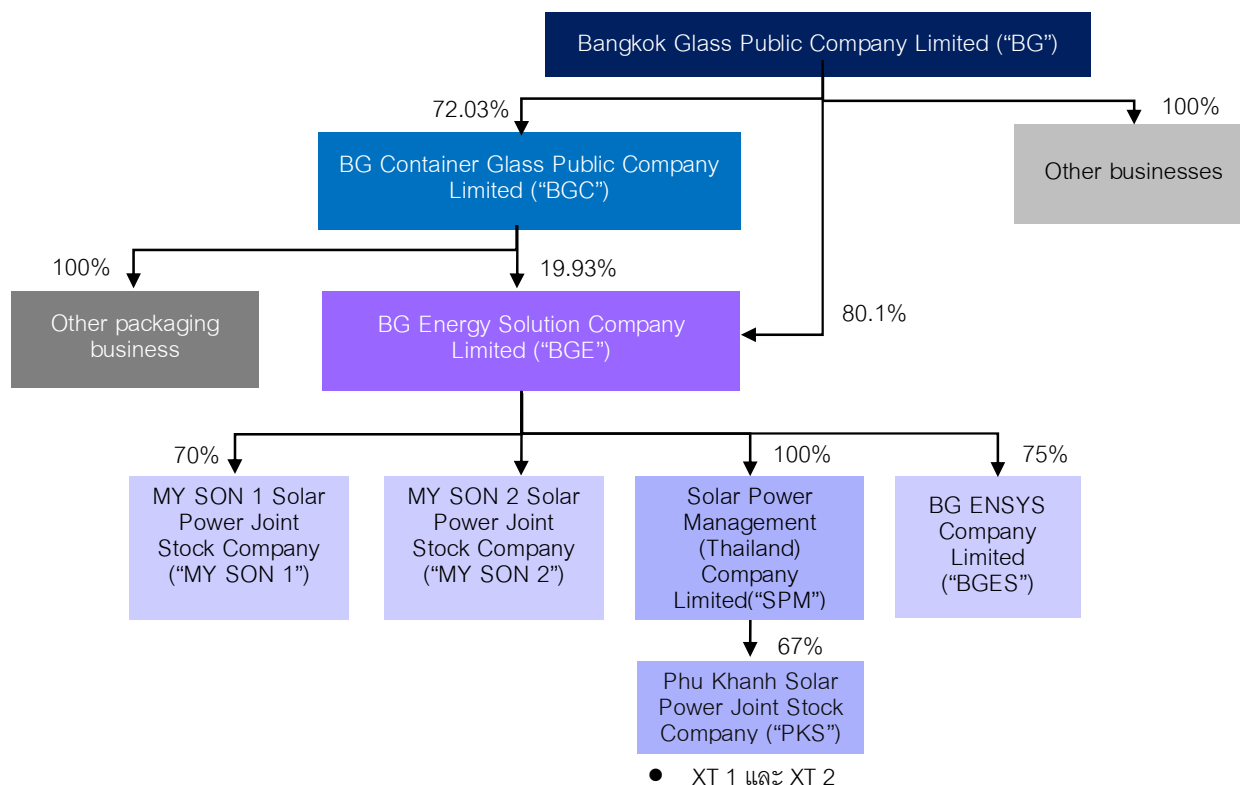 Bangkok Glass Public Company Limited (“BG”)
72.03%
100%
BG Container Glass Public Company
Limited (“BGC”)
Other businesses
100%
19.93%
80.1%
Other packaging
business
BG Energy Solution Company
Limited (“BGE”)
70%
100%
75%
MY SON 1 Solar
Power Joint
Stock Company
(“MY SON 1”)
MY SON 2 Solar
Power Joint
Stock Company
(“MY SON 2”)
Solar Power
Management
(Thailand)
Company
Limited(“SPM”)
BG ENSYS
Company
Limited
(“BGES”)
67%
Phu Khanh Solar
Power Joint Stock
Company (“PKS”)
● XT 1 และ XT 2